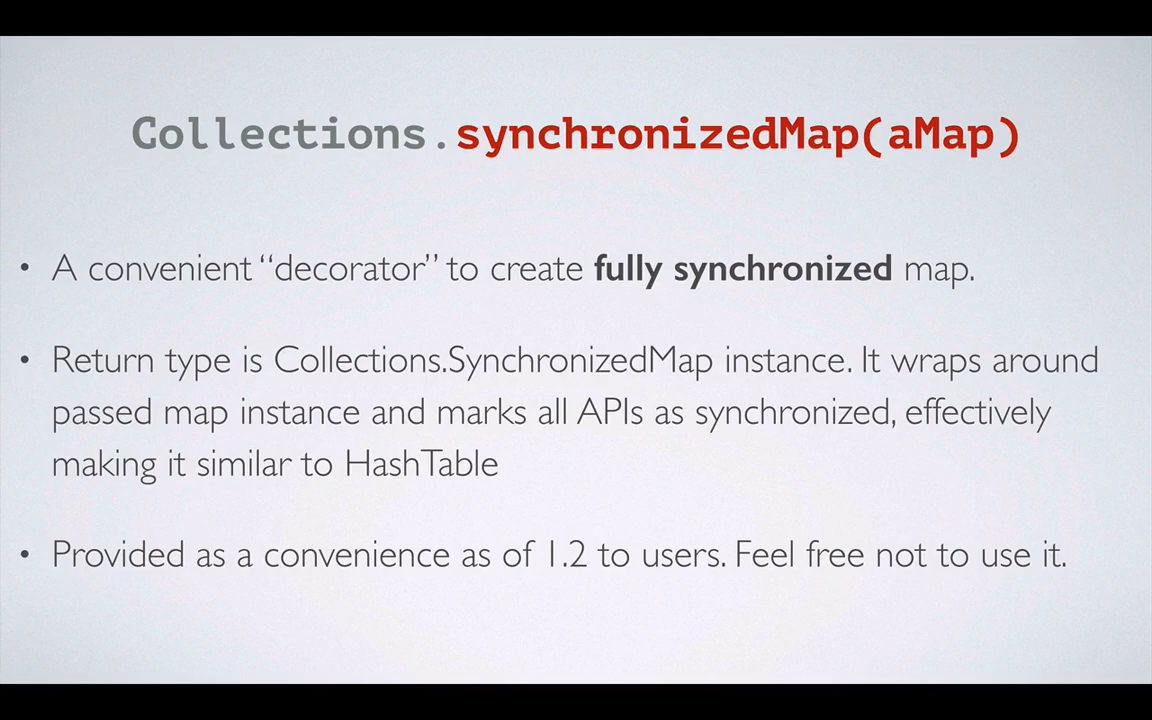 Collections.synchronizedMap(aMap)
• A convenient “decorator” to create fully synchronized map.
• Return type is Collections.SynchronizedMap instance. It wraps around
passed map instance and marks all APIs as synchronized, effectively
making it similar to HashTable
• Provided as a convenience as of 1.2 to users. Feel free not to use it.